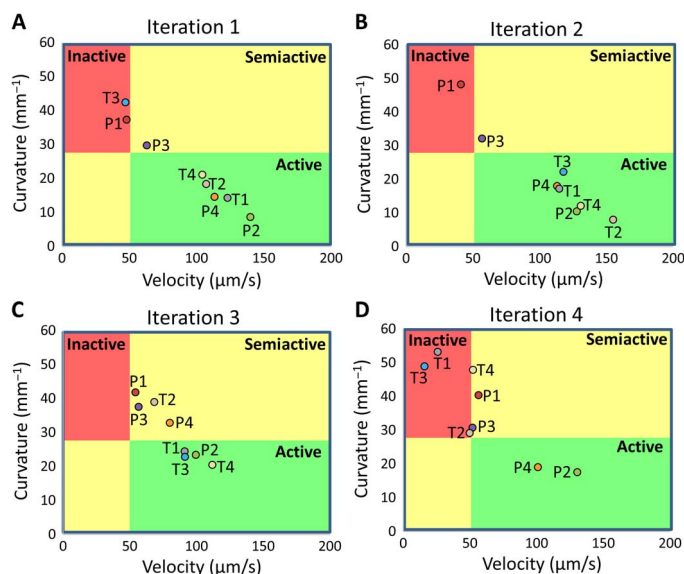 A
Iteration 1
60
50
40
30
20
10
0
Curvature (mm⁻¹)
Inactive
Semiactive
Active
T3
P1
P3
T4
T2
P4
T1
P2
0
50
100
150
200
Velocity (μm/s)
B
Iteration 2
60
50
40
30
20
10
0
Curvature (mm⁻¹)
Inactive
Semiactive
Active
P1
P3
T3
P4
T1
P2
T4
T2
0
50
100
150
200
Velocity (μm/s)
C
Iteration 3
60
50
40
30
20
10
0
Curvature (mm⁻¹)
Inactive
Semiactive
Active
P1
T2
P3
P4
T1
P2
T3
T4
0
50
100
150
200
Velocity (μm/s)
D
Iteration 4
60
50
40
30
20
10
0
Curvature (mm⁻¹)
Inactive
Semiactive
Active
T1
T3
T4
P1
P3
T2
P4
P2
0
50
100
150
200
Velocity (μm/s)